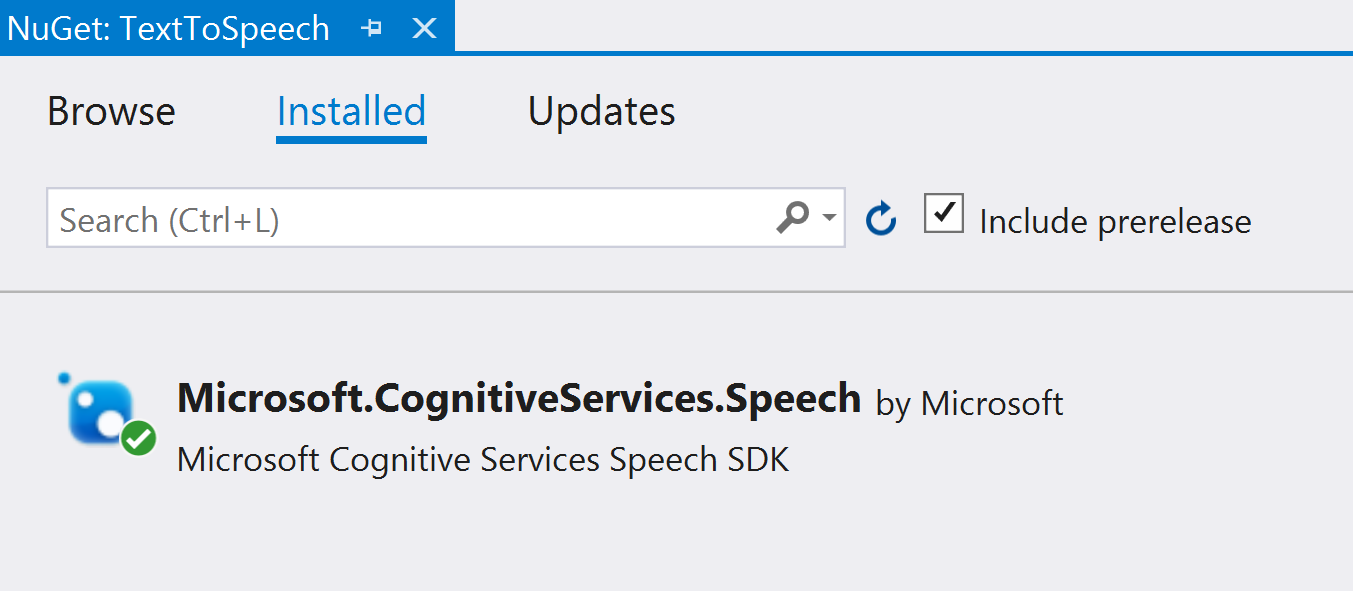 NuGet: TextToSpeech
Browse Installed Updates
Search (Ctrl+L) Include prerelease
Microsoft.CognitiveServices.Speech by Microsoft
Microsoft Cognitive Services Speech SDK